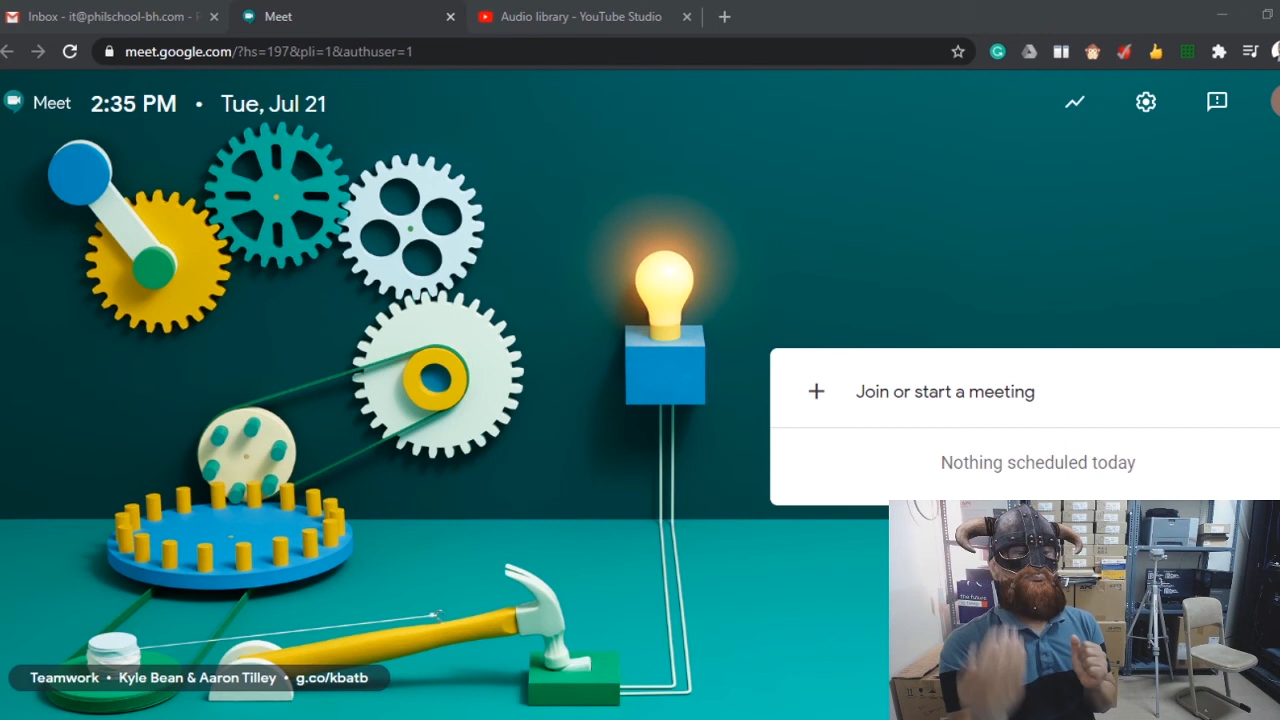 Inbox - it@philschool-bh.com - P
Meet
Audio library - YouTube Studio
meet.google.com/?hs=197&pli=1&authuser=1
Meet 2:35 PM • Tue, Jul 21
Join or start a meeting
Nothing scheduled today
the future
Teamwork • Kyle Bean & Aaron Tilley • g.co/kbatb